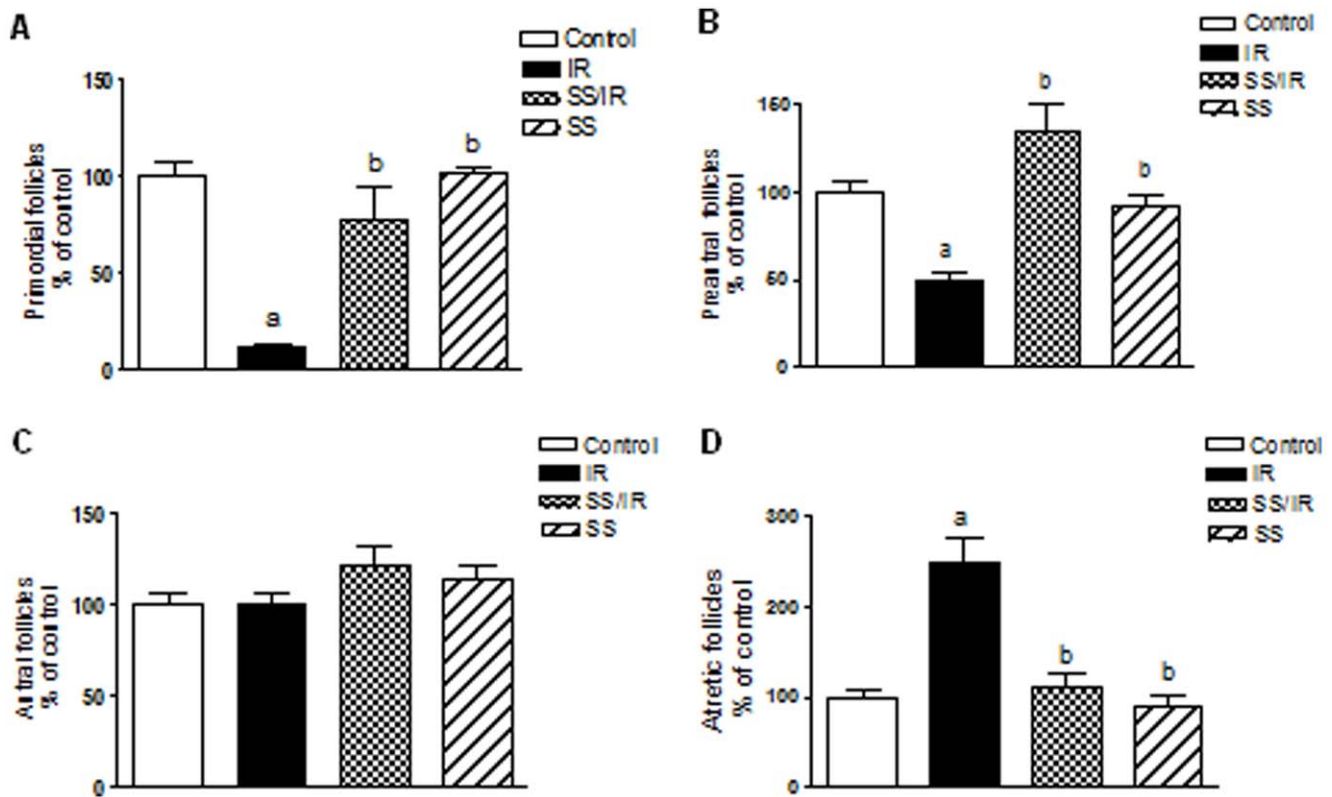 A
Control
IR
SS/IR
SS
150
100
50
0
Primordial follicles
% of control
a
b
b
B
Control
IR
SS/IR
SS
150
100
50
0
Preantral follicles
% of control
a
b
b
C
Control
IR
SS/IR
SS
150
100
50
0
Antral follicles
% of control
D
Control
IR
SS/IR
SS
300
200
100
0
Atretic follicles
% of control
a
b
b